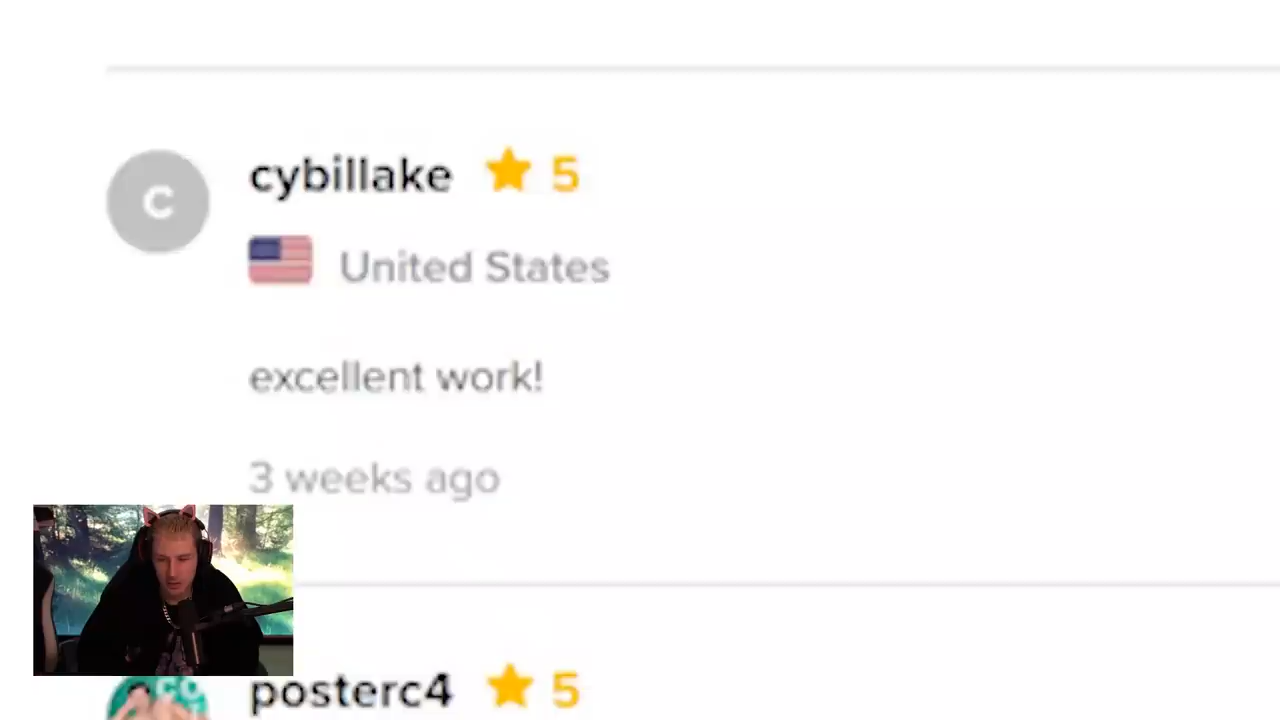 C
cybillake ★ 5
United States
excellent work!
3 weeks ago
posterc4 ★ 5